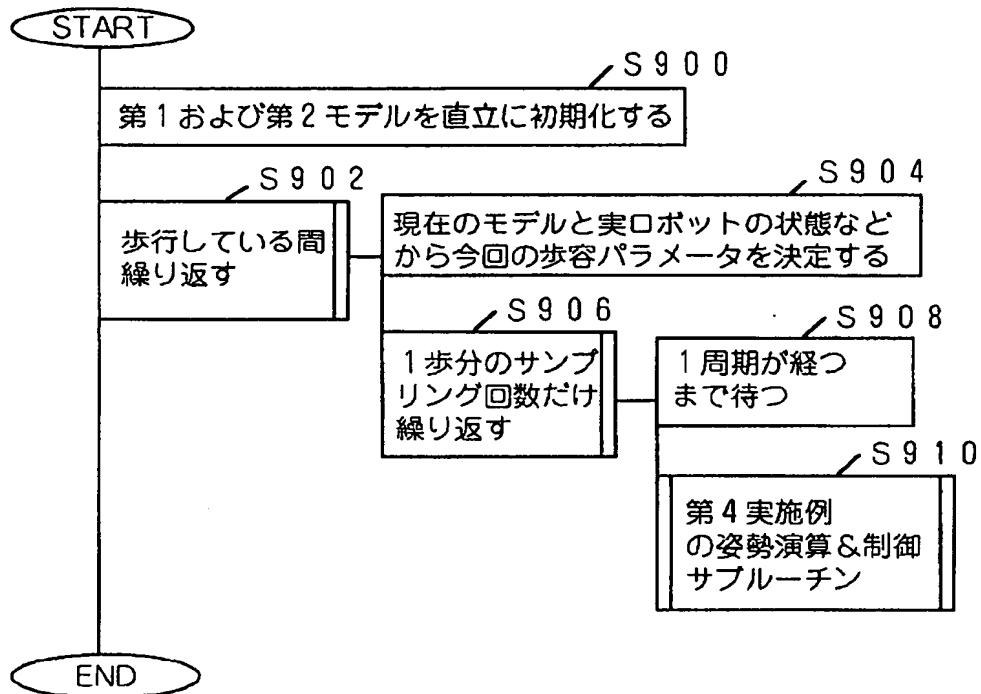 START
S900
第1および第2モデルを直立に初期化する
S902
歩行している間
繰り返す
S904
現在のモデルと実ロボットの状態など
から今回の歩容パラメータを決定する
S906
1歩分のサンプ
リング回数だけ
繰り返す
S908
1周期が経つ
まで待つ
S910
第4実施例
の姿勢演算&制御
サブルーチン
END